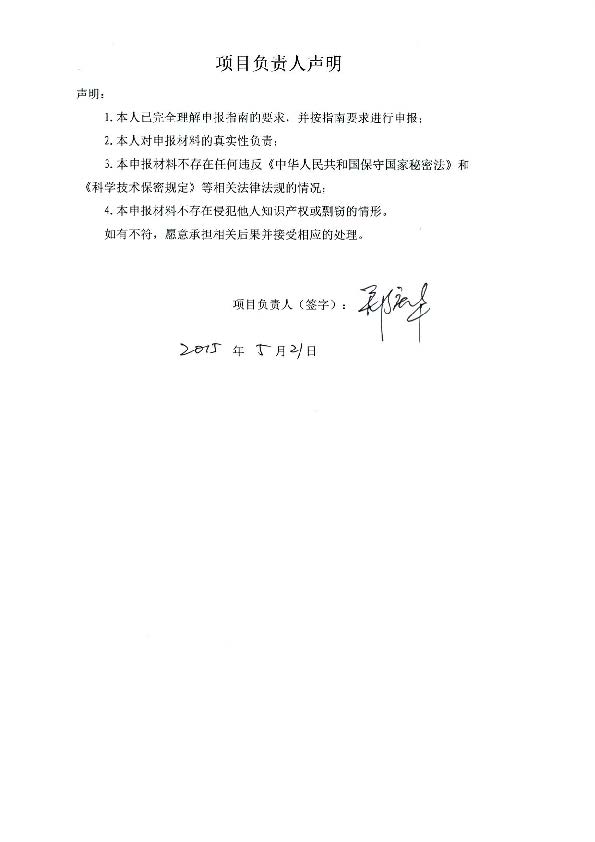 项目负责人声明
声明：
1.本人已完全理解申报指南的要求，并按指南要求进行申报；
2.本人对申报材料的真实性负责；
3.本申报材料不存在任何违反《中华人民共和国保守国家秘密法》和
《科学技术保密规定》等相关法律法规的情况；
4.本申报材料不存在侵犯他人知识产权或剽窃的情形。
如有不符，愿意承担相关后果并接受相应的处理。
项目负责人（签字）：
2015 年 5 月 21 日